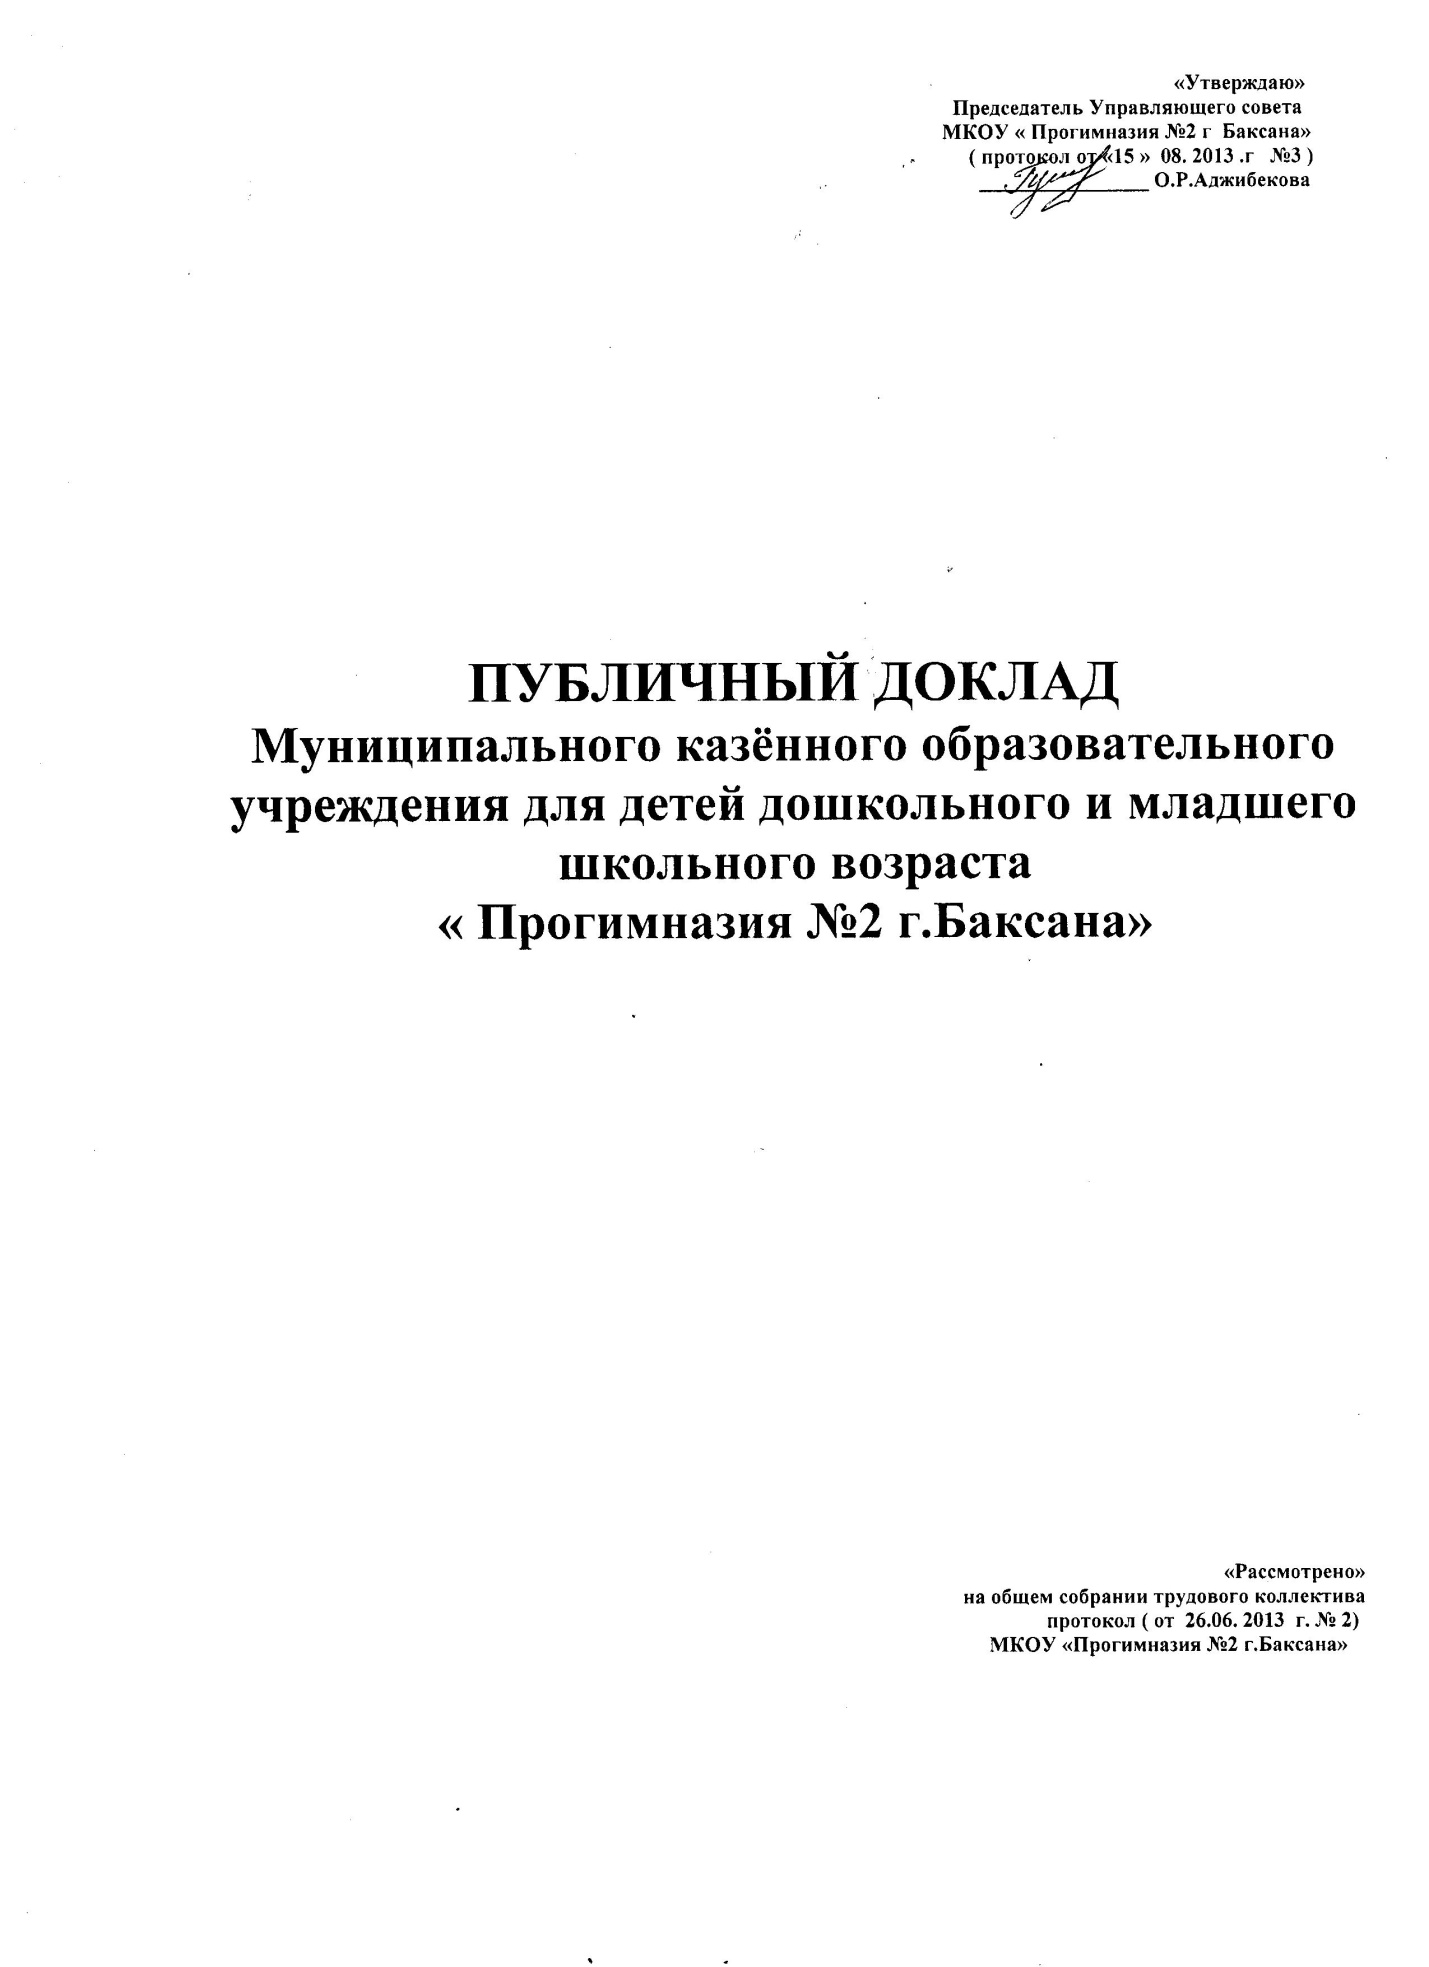 «Утверждаю»
Председатель Управляющего совета
МКОУ « Прогимназия №2 г Баксана»
( протокол от «15 » 08. 2013 .г №3 )
О.Р.Аджибекова
ПУБЛИЧНЫЙ ДОКЛАД
Муниципального казённого образовательного
учреждения для детей дошкольного и младшего
школьного возраста
« Прогимназия №2 г.Баксана»
«Рассмотрено»
на общем собрании трудового коллектива
протокол ( от 26.06. 2013 г. № 2)
МКОУ «Прогимназия №2 г.Баксана»